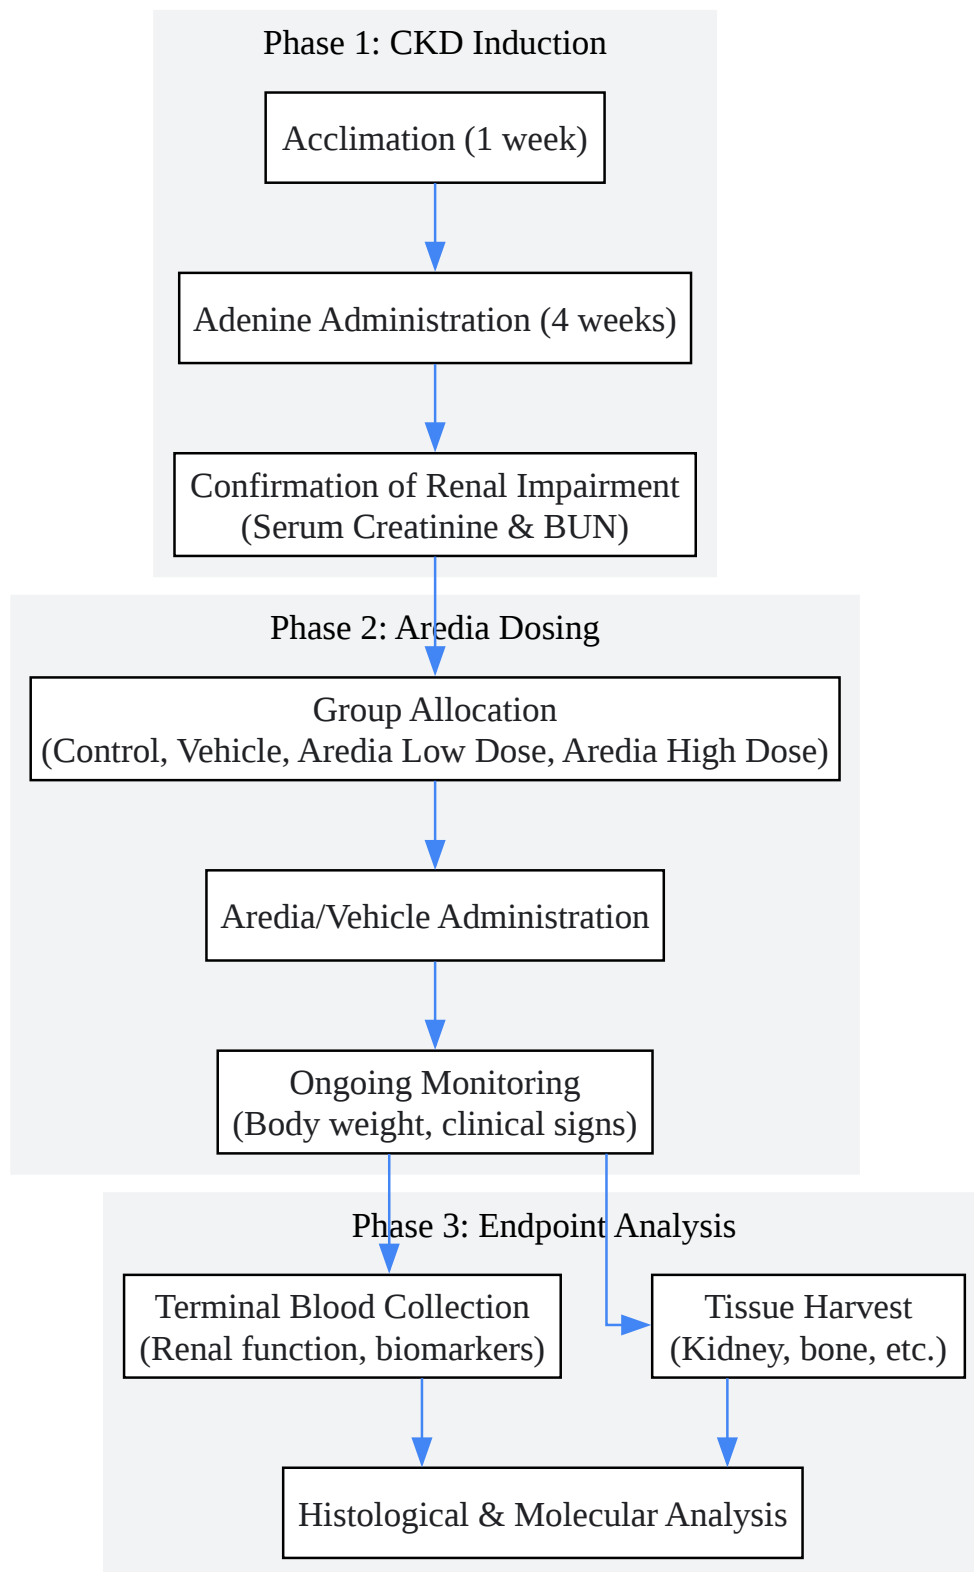 Phase 1: CKD Induction
Acclimation (1 week)
Adenine Administration (4 weeks)
Confirmation of Renal Impairment
(Serum Creatinine & BUN)
Phase 2: Aredia Dosing
Group Allocation
(Control, Vehicle, Aredia Low Dose, Aredia High Dose)
Aredia/Vehicle Administration
Ongoing Monitoring
(Body weight, clinical signs)
Phase 3: Endpoint Analysis
Terminal Blood Collection
(Renal function, biomarkers)
Tissue Harvest
(Kidney, bone, etc.)
Histological & Molecular Analysis